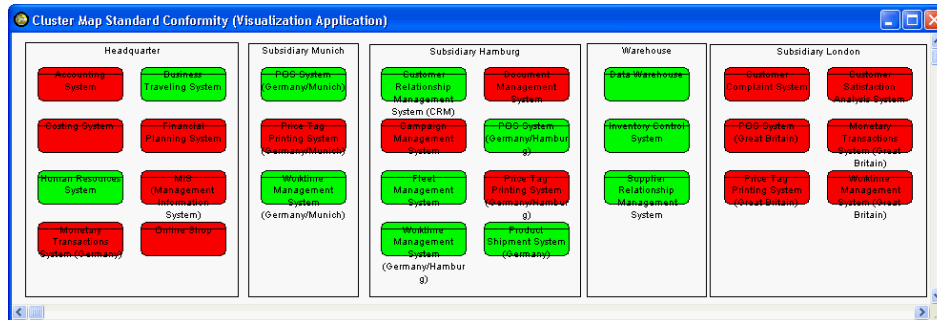 Cluster Map Standard Conformity (Visualization Application)
Headquarter
Accounting
System
Business
Traveling System
Costing System
Financial
Planning System
Human Resources
System
MIS
(Management
Information
System)
Monetary
Transactions
System (Germany)
Online Shop
Subsidiary Munich
POS System
(Germany/Munich)
Price Tag
Printing System
(Germany/Munich)
Worktime
Management
System
(Germany/Munich)
Subsidiary Hamburg
Customer
Relationship
Management
System (CRM)
Document
Management
System
Campaign
Management
System
POS System
(Germany/Hambur
g)
Fleet
Management
System
Price Tag
Printing System
(Germany/Hambur
g)
Worktime
Management
System
(Germany/Hambur
g)
Product
Shipment System
(Germany)
Warehouse
Data Warehouse
Inventory Control
System
Supplier
Relationship
Management
System
Subsidiary London
Customer
Complaint System
Customer
Satisfaction
Analysis System
POS System
(Great Britain)
Monetary
Transactions
System (Great
Britain)
Price Tag
Printing System
(Great Britain)
Worktime
Management
System (Great
Britain)